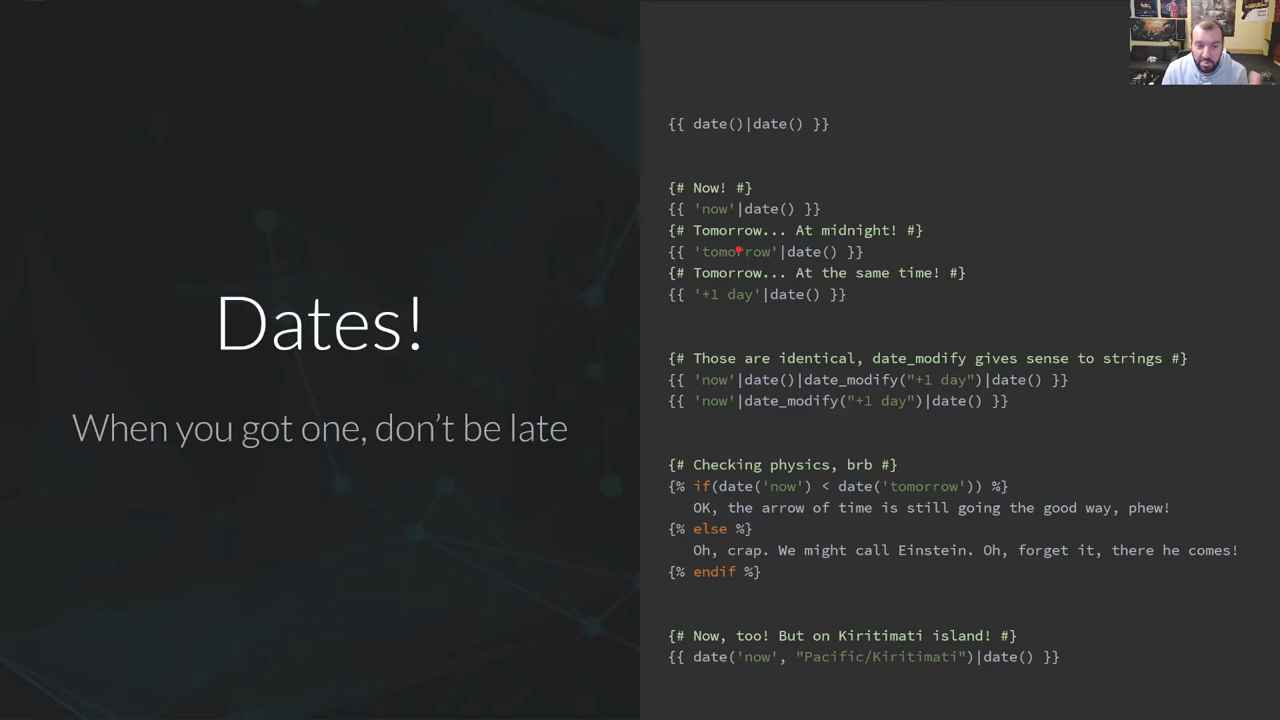 Dates!
When you got one, don't be late
{{ date()|date() }}
{# Now! #}
{{ 'now'|date() }}
{# Tomorrow... At midnight! #}
{{ 'tomorrow'|date() }}
{# Tomorrow... At the same time! #}
{{ '+1 day'|date() }}
{# Those are identical, date_modify gives sense to strings #}
{{ 'now'|date()|date_modify("+1 day")|date() }}
{{ 'now'|date_modify("+1 day")|date() }}
{# Checking physics, brb #}
{% if(date('now') < date('tomorrow')) %}
OK, the arrow of time is still going the good way, phew!
{% else %}
Oh, crap. We might call Einstein. Oh, forget it, there he comes!
{% endif %}
{# Now, too! But on Kiritimati island! #}
{{ date('now', "Pacific/Kiritimati")|date() }}